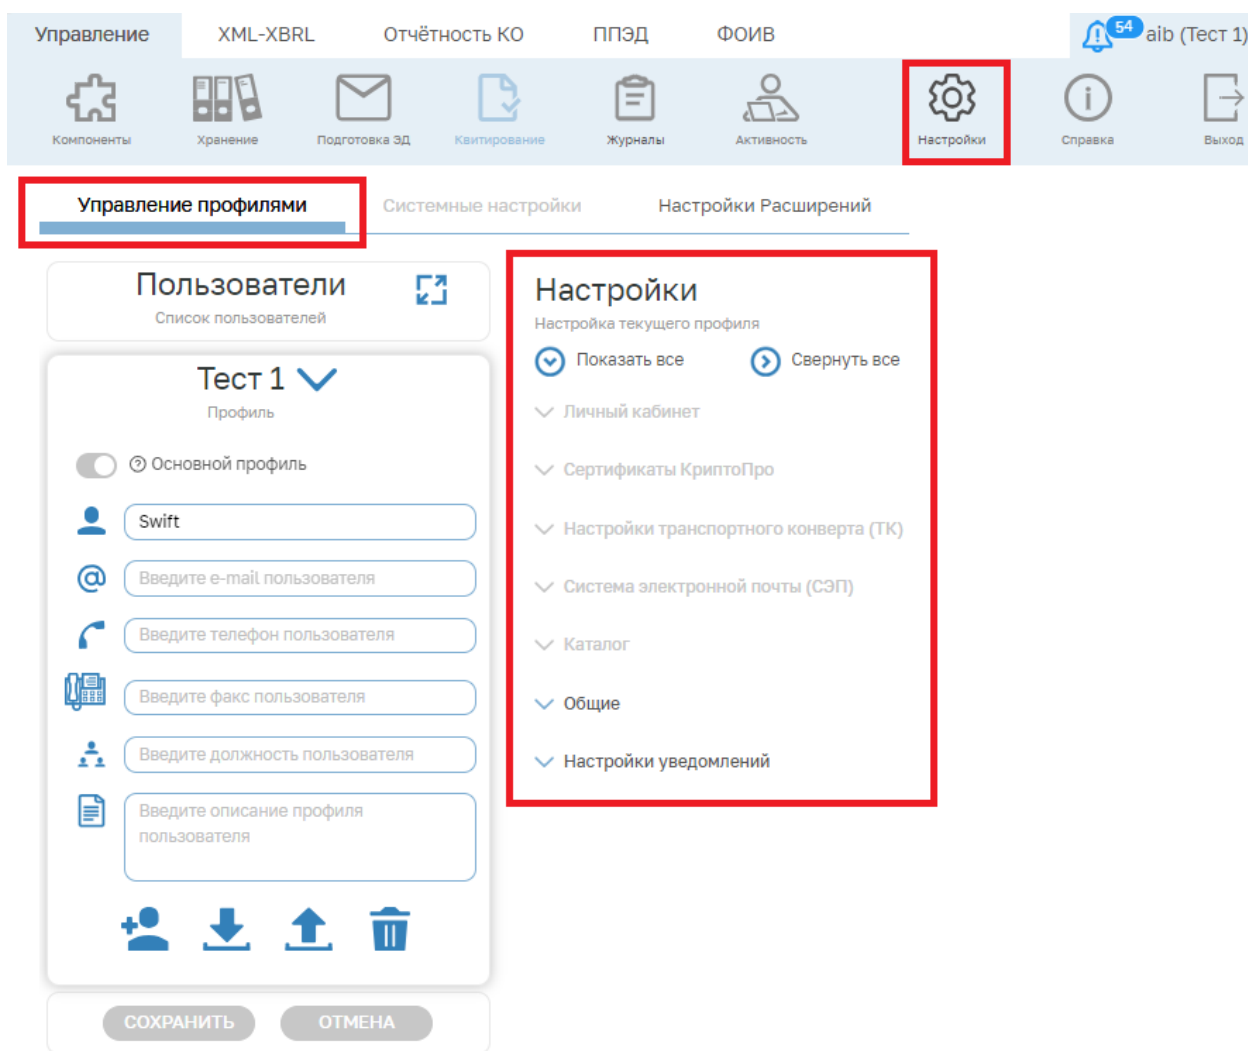 Управление XML-XBRL Отчётность КО ППЭД ФОИВ 54 aib (Тест 1)
Компоненты Хранение Подготовка ЭД Квитирование Журналы Активность Настройки Справка Выход
Управление профилями Системные настройки Настройки Расширений
Пользователи
Список пользователей
Тест 1
Профиль
Основной профиль
Swift
Введите e-mail пользователя
Введите телефон пользователя
Введите факс пользователя
Введите должность пользователя
Введите описание профиля
пользователя
СОХРАНИТЬ ОТМЕНА
Настройки
Настройка текущего профиля
Показать все Свернуть все
Личный кабинет
Сертификаты КриптоПро
Настройки транспортного конверта (ТК)
Система электронной почты (СЭП)
Каталог
Общие
Настройки уведомлений